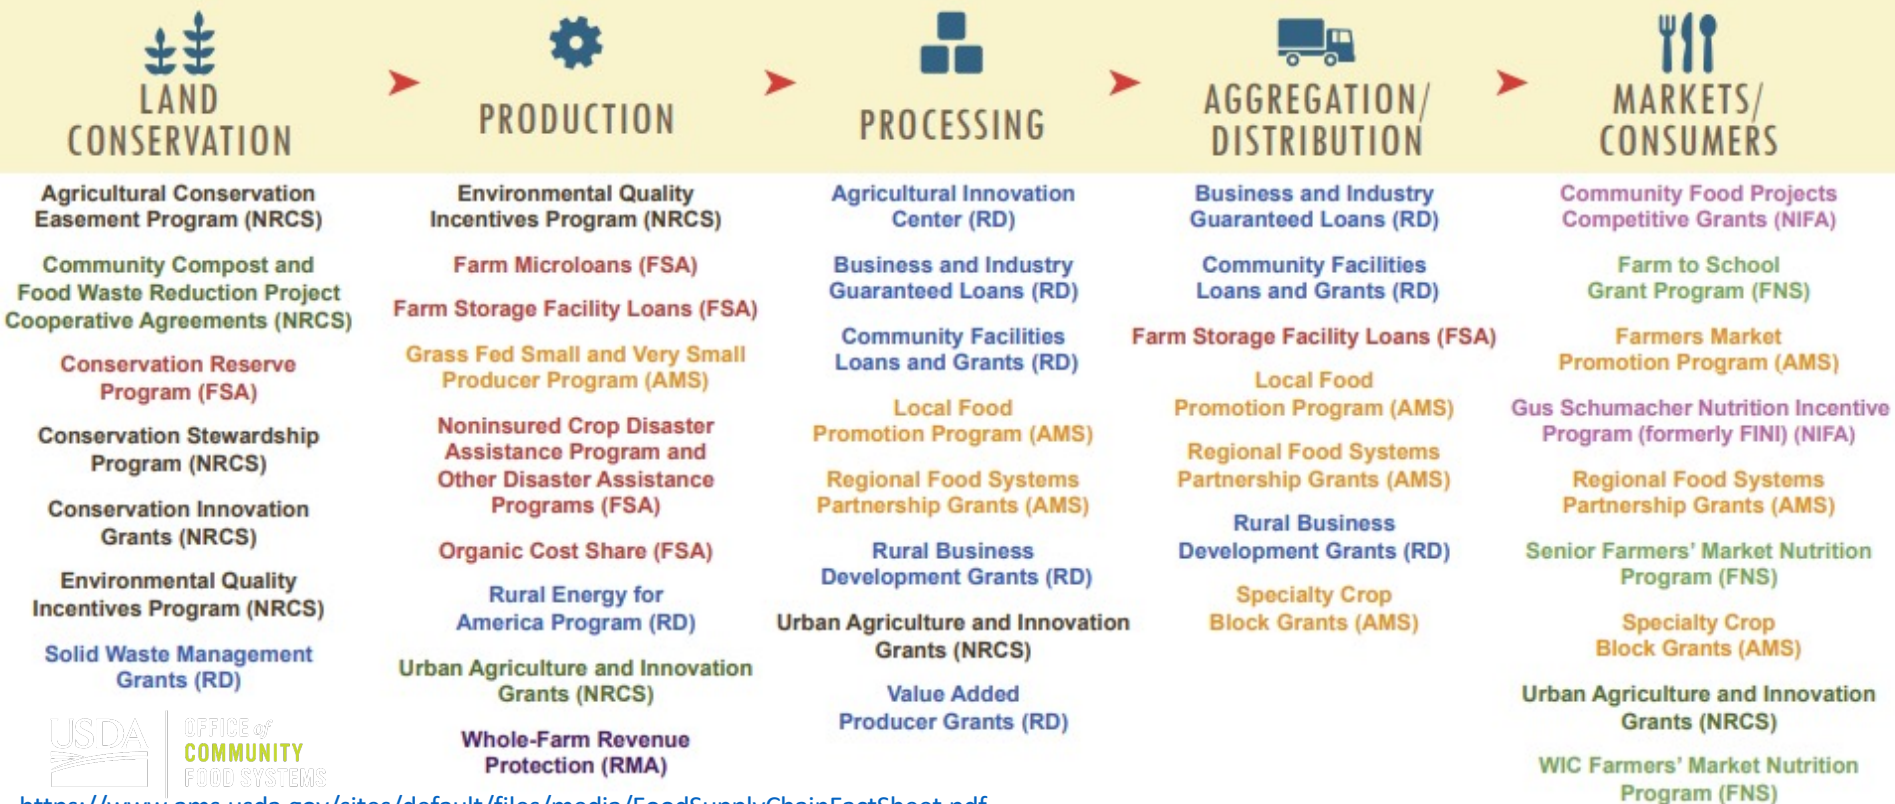 LAND
CONSERVATION
Agricultural Conservation
Easement Program (NRCS)
Community Compost and
Food Waste Reduction Project
Cooperative Agreements (NRCS)
Conservation Reserve
Program (FSA)
Conservation Stewardship
Program (NRCS)
Conservation Innovation
Grants (NRCS)
Environmental Quality
Incentives Program (NRCS)
Solid Waste Management
Grants (RD)
PRODUCTION
Environmental Quality
Incentives Program (NRCS)
Farm Microloans (FSA)
Farm Storage Facility Loans (FSA)
Grass Fed Small and Very Small
Producer Program (AMS)
Noninsured Crop Disaster
Assistance Program and
Other Disaster Assistance
Programs (FSA)
Organic Cost Share (FSA)
Rural Energy for
America Program (RD)
Urban Agriculture and Innovation
Grants (NRCS)
Whole-Farm Revenue
Protection (RMA)
PROCESSING
Agricultural Innovation
Center (RD)
Business and Industry
Guaranteed Loans (RD)
Community Facilities
Loans and Grants (RD)
Local Food
Promotion Program (AMS)
Regional Food Systems
Partnership Grants (AMS)
Rural Business
Development Grants (RD)
Urban Agriculture and Innovation
Grants (NRCS)
Value Added
Producer Grants (RD)
AGGREGATION/
DISTRIBUTION
Business and Industry
Guaranteed Loans (RD)
Community Facilities
Loans and Grants (RD)
Farm Storage Facility Loans (FSA)
Local Food
Promotion Program (AMS)
Regional Food Systems
Partnership Grants (AMS)
Rural Business
Development Grants (RD)
Specialty Crop
Block Grants (AMS)
MARKETS/
CONSUMERS
Community Food Projects
Competitive Grants (NIFA)
Farm to School
Grant Program (FNS)
Farmers Market
Promotion Program (AMS)
Gus Schumacher Nutrition Incentive
Program (formerly FINI) (NIFA)
Regional Food Systems
Partnership Grants (AMS)
Senior Farmers' Market Nutrition
Program (FNS)
Specialty Crop
Block Grants (AMS)
Urban Agriculture and Innovation
Grants (NRCS)
WIC Farmers' Market Nutrition
Program (FNS)
USDA
OFFICE of
COMMUNITY
FOOD SYSTEMS
https://www.ams.usda.gov/sites/default/files/media/FoodSupplyChainFactSheet.pdf